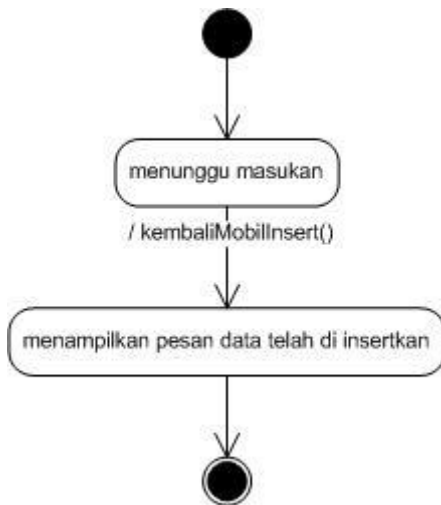 menunggu masukan
/ kembaliMobilInsert()
menampilkan pesan data telah di insertkan